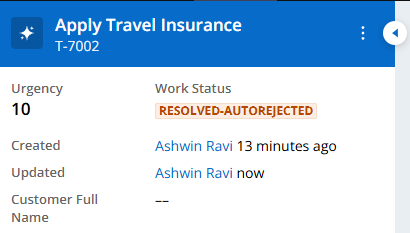 Apply Travel Insurance
T-7002
Urgency
10
Work Status
RESOLVED-AUTOREJECTED
Created
Ashwin Ravi 13 minutes ago
Updated
Ashwin Ravi now
Customer Full
Name
––